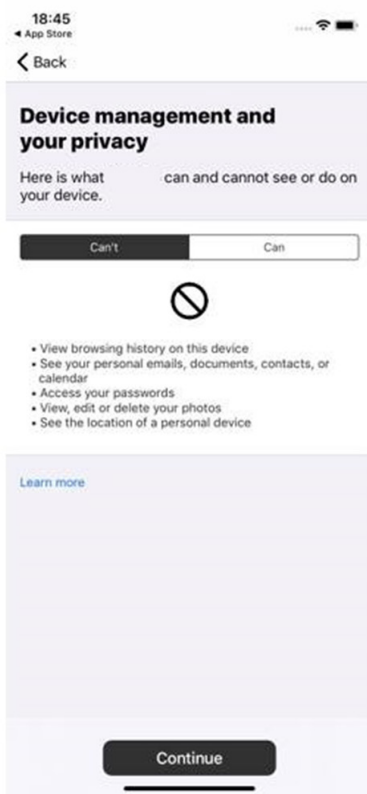 18:45
◀ App Store
Back
Device management and
your privacy
Here is what can and cannot see or do on
your device.
Can't Can
• View browsing history on this device
• See your personal emails, documents, contacts, or
calendar
• Access your passwords
• View, edit or delete your photos
• See the location of a personal device
Learn more
Continue